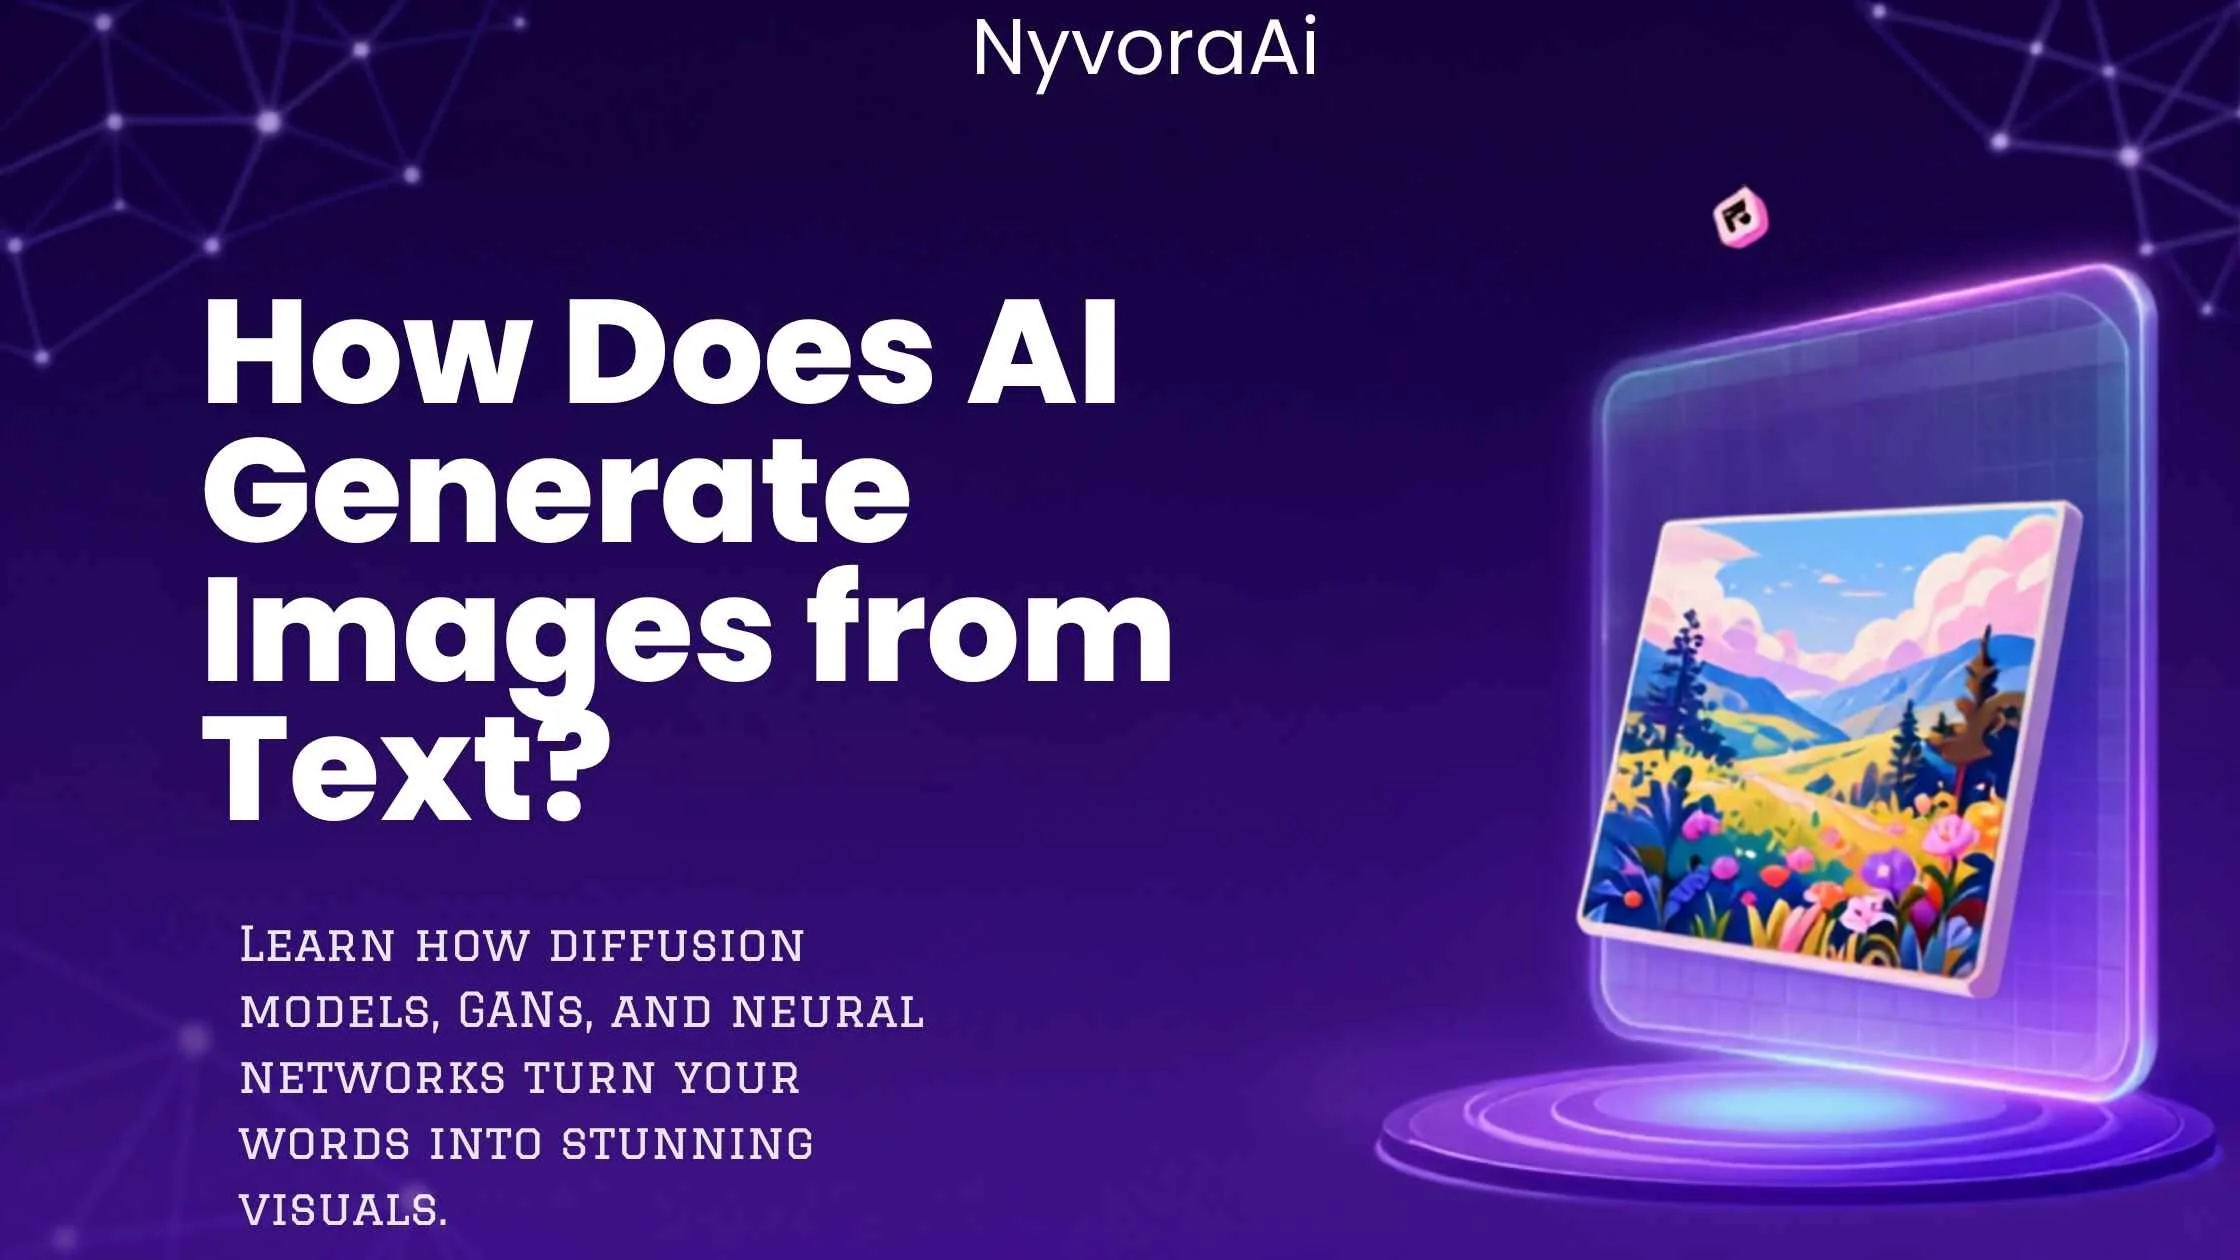 NyvoraAi
How Does AI
Generate
Images from
Text?
Learn how diffusion
models, GANs, and neural
networks turn your
words into stunning
visuals.